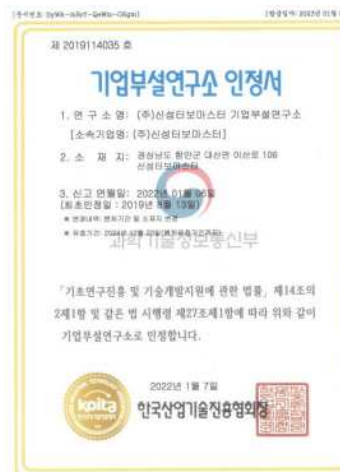 제 2019114035 호
기업부설연구소 인정서
1. 연 구 소 명: (주)신성터보마스터 기업부설연구소
[소속기업명: (주)신성터보마스터]
2. 소 재 지: 경상남도 함안군 대산면 이산로 106
신성터보마스터
3. 신고 연월일: 2022년 01월 06일
(최초인정일 : 2019년 8월 13일)
과학기술정보통신부
「기초연구진흥 및 기술개발지원에 관한 법률」 제14조의
2제1항 및 같은 법 시행령 제27조제1항에 따라 위와 같이
기업부설연구소로 인정합니다.
2022년 1월 7일
kpita
한국산업기술진흥협회장